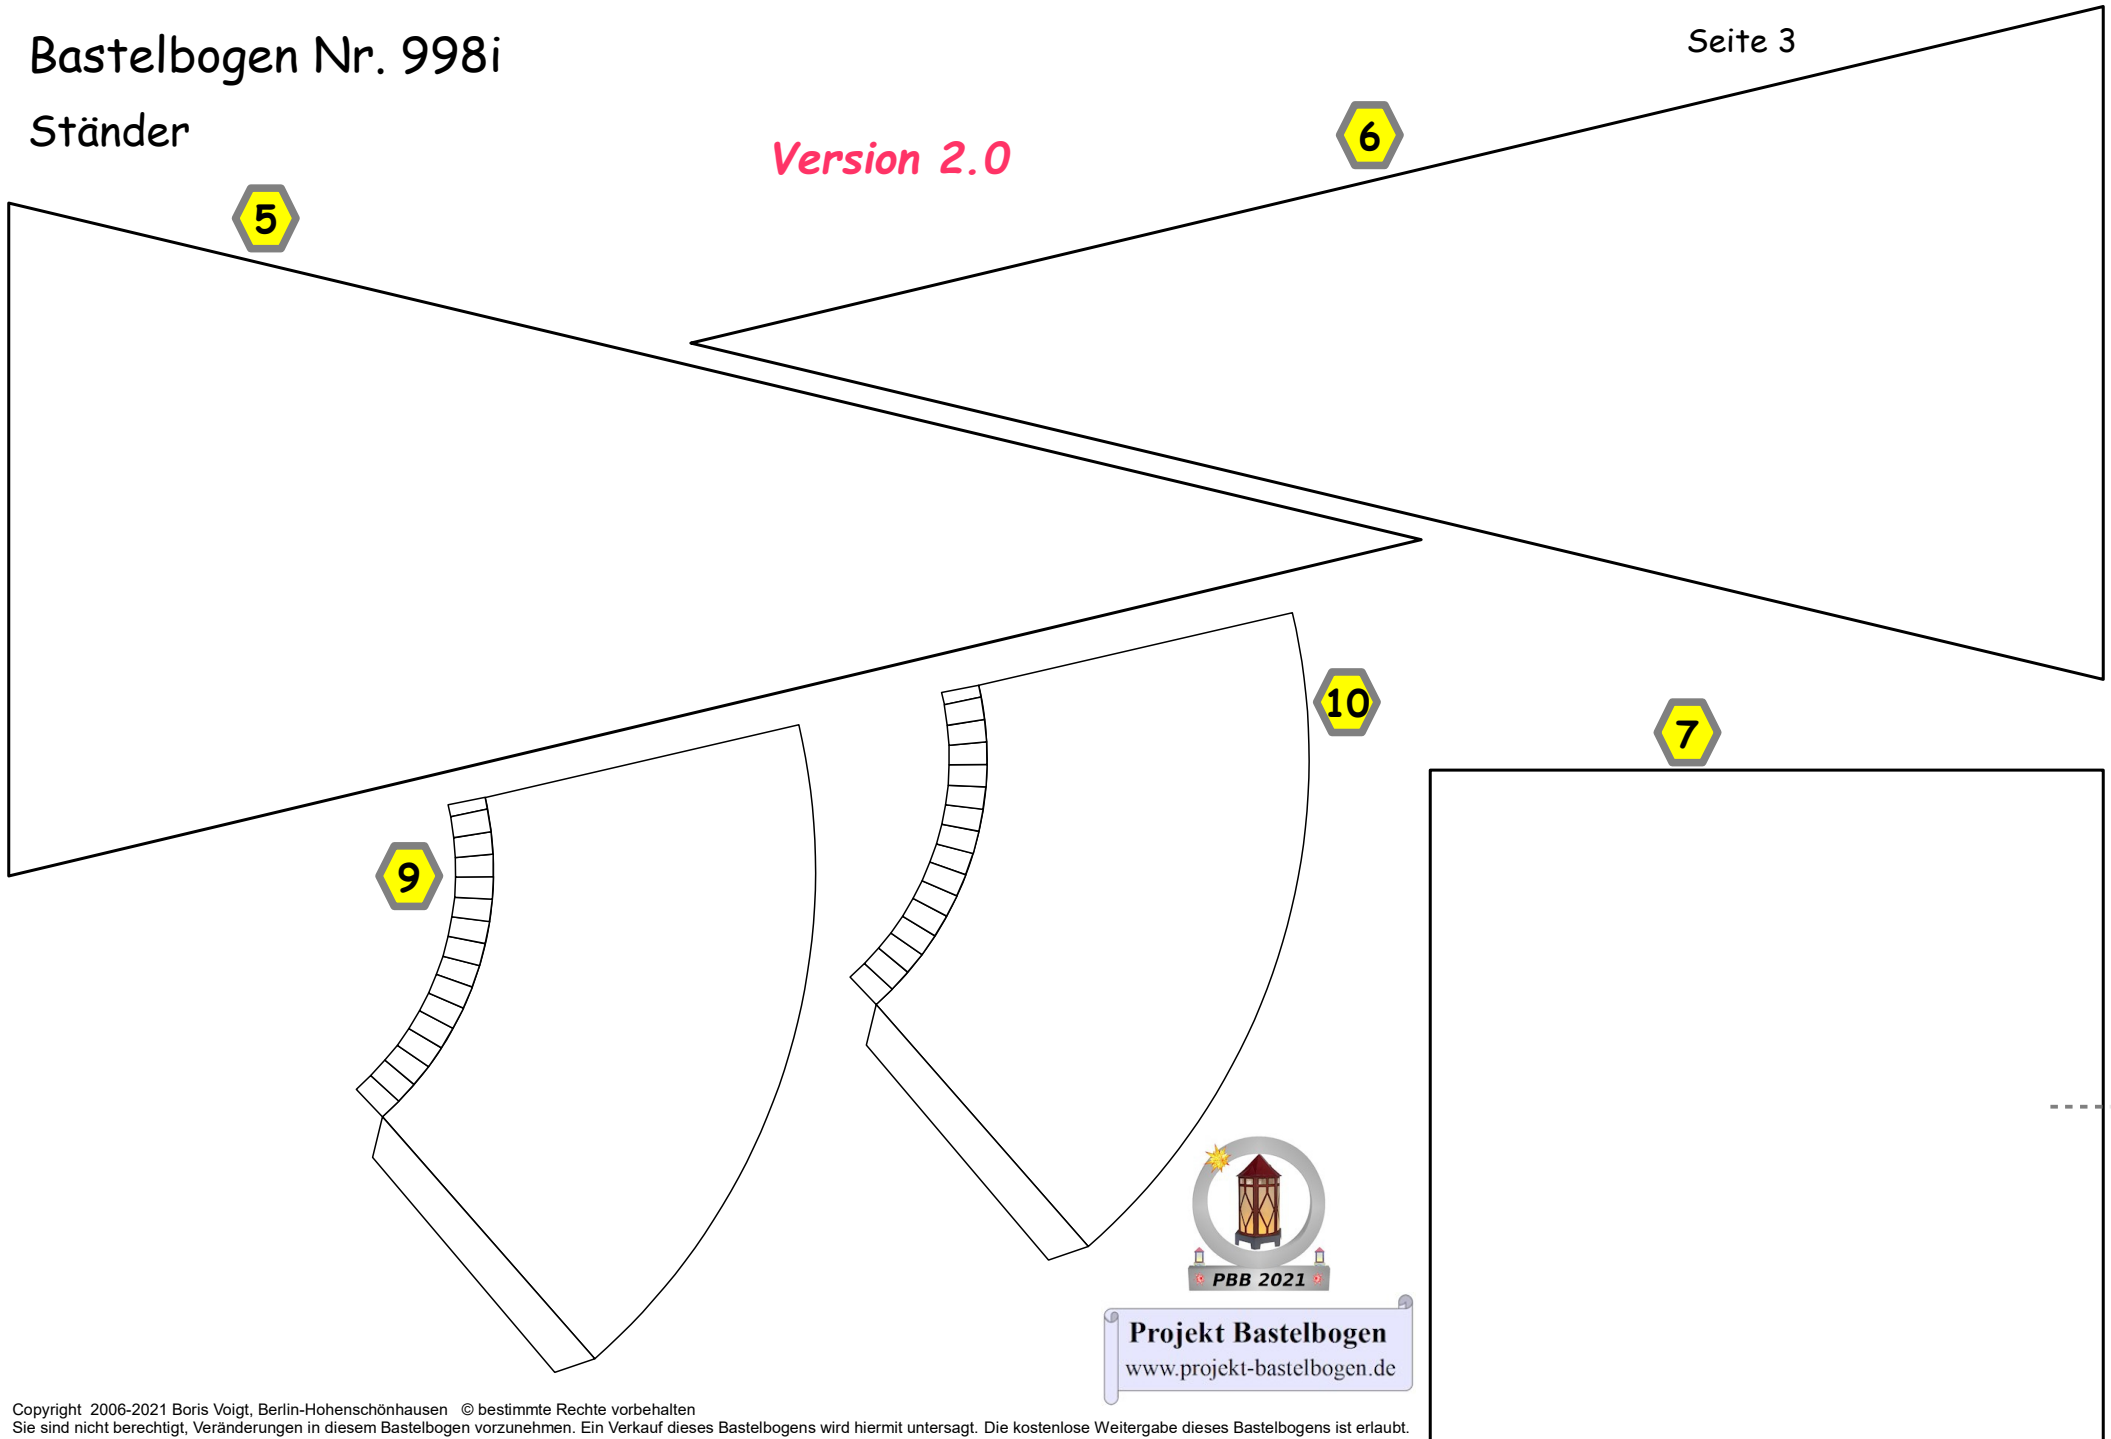 Bastelbogen Nr. 998i
Seite 3
Ständer
Version 2.0
6
5
10
7
9
PBB 2021
Projekt Bastelbogen
www.projekt-bastelbogen.de
Copyright 2006-2021 Boris Voigt, Berlin-Hohenschönhausen © bestimmte Rechte vorbehalten
Sie sind nicht berechtigt, Veränderungen in diesem Bastelbogen vorzunehmen. Ein Verkauf dieses Bastelbogens wird hiermit untersagt. Die kostenlose Weitergabe dieses Bastelbogens ist erlaubt.